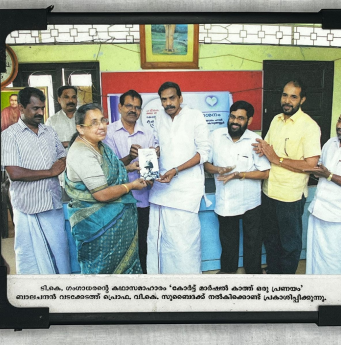 ടി.കെ. ഗംഗാധരന്റെ കഥാസമാഹാരം 'കോർട്ട് മാർഷൽ കാത്ത് ഒരു പ്രണയം'
ബാലചന്ദ്രൻ വടക്കേടത്ത് പ്രൊഫ. വി.കെ. സുബൈദക്ക് നൽകിക്കൊണ്ട് പ്രകാശിപ്പിക്കുന്നു.